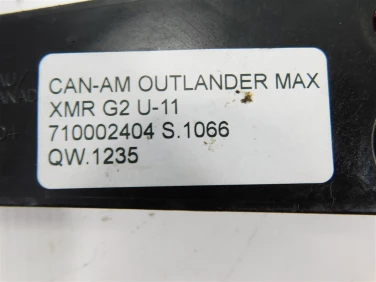 CAN-AM OUTLANDER MAX
XMR G2 U-11
710002404 S.1066
QW.1235